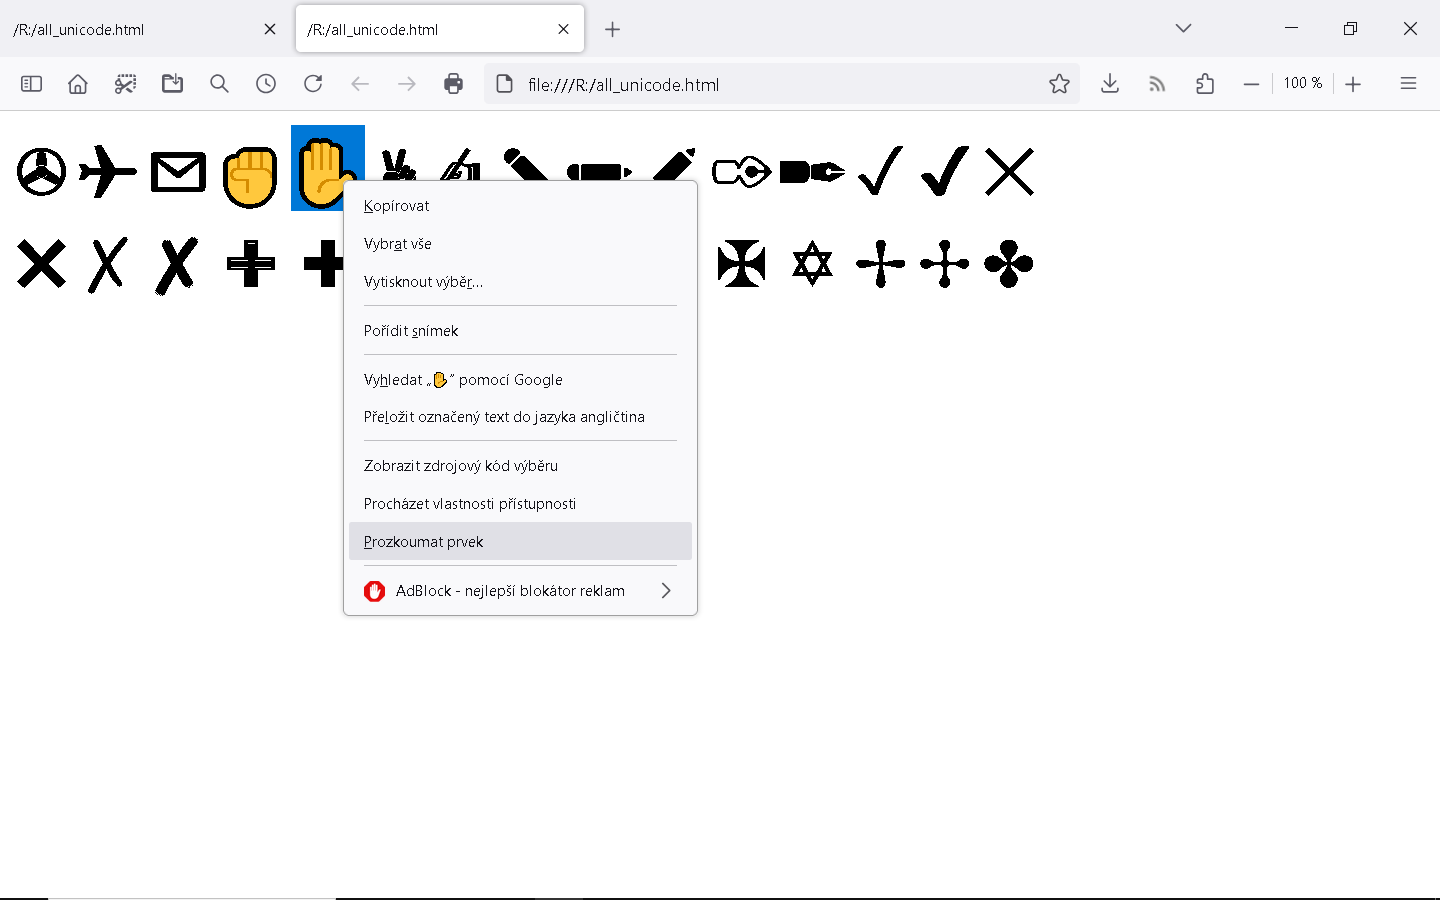 /R:/all_unicode.html
/R:/all_unicode.html
file:///R:/all_unicode.html
100 %
✇ ✈ ✉ ✊ ✋ ✌ ✍ ✎ ✏ ✐ ✑ ✒ ✓ ✔ ✕
✖ ✗ ✘ ✙ ✚ ✠ ✡ ✢ ✣ ✤
Kopírovat
Vybrat vše
Vytisknout výběr...
Pořídit snímek
Vyhledat „✋” pomocí Google
Přeložit označený text do jazyka angličtina
Zobrazit zdrojový kód výběru
Procházet vlastnosti přístupnosti
Prozkoumat prvek
AdBlock - nejlepší blokátor reklam